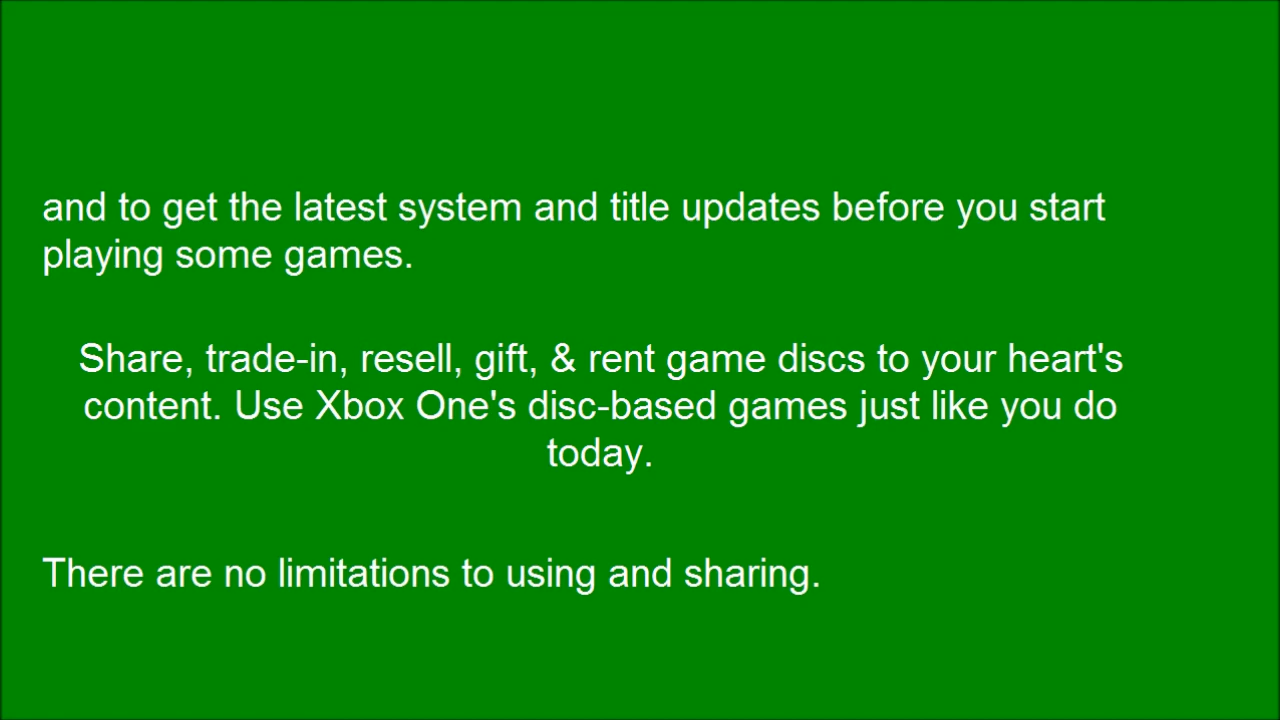 and to get the latest system and title updates before you start
playing some games.
Share, trade-in, resell, gift, & rent game discs to your heart's
content. Use Xbox One's disc-based games just like you do
today.
There are no limitations to using and sharing.